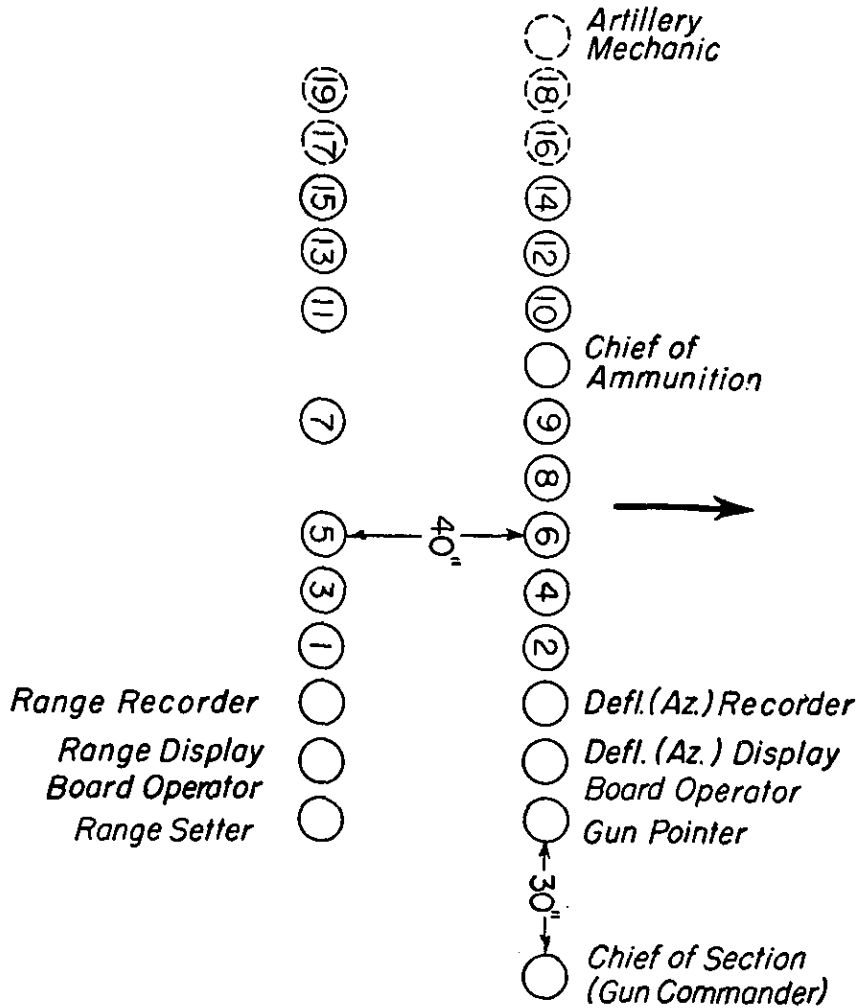 Artillery
Mechanic
19
18
17
16
15
14
13
12
11
10
Chief of
Ammunition
7
9
8
5
40"
6
3
4
1
2
Range Recorder
Defl. (Az.) Recorder
Range Display
Board Operator
Defl. (Az.) Display
Board Operator
Range Setter
Gun Pointer
30"
Chief of Section
(Gun Commander)